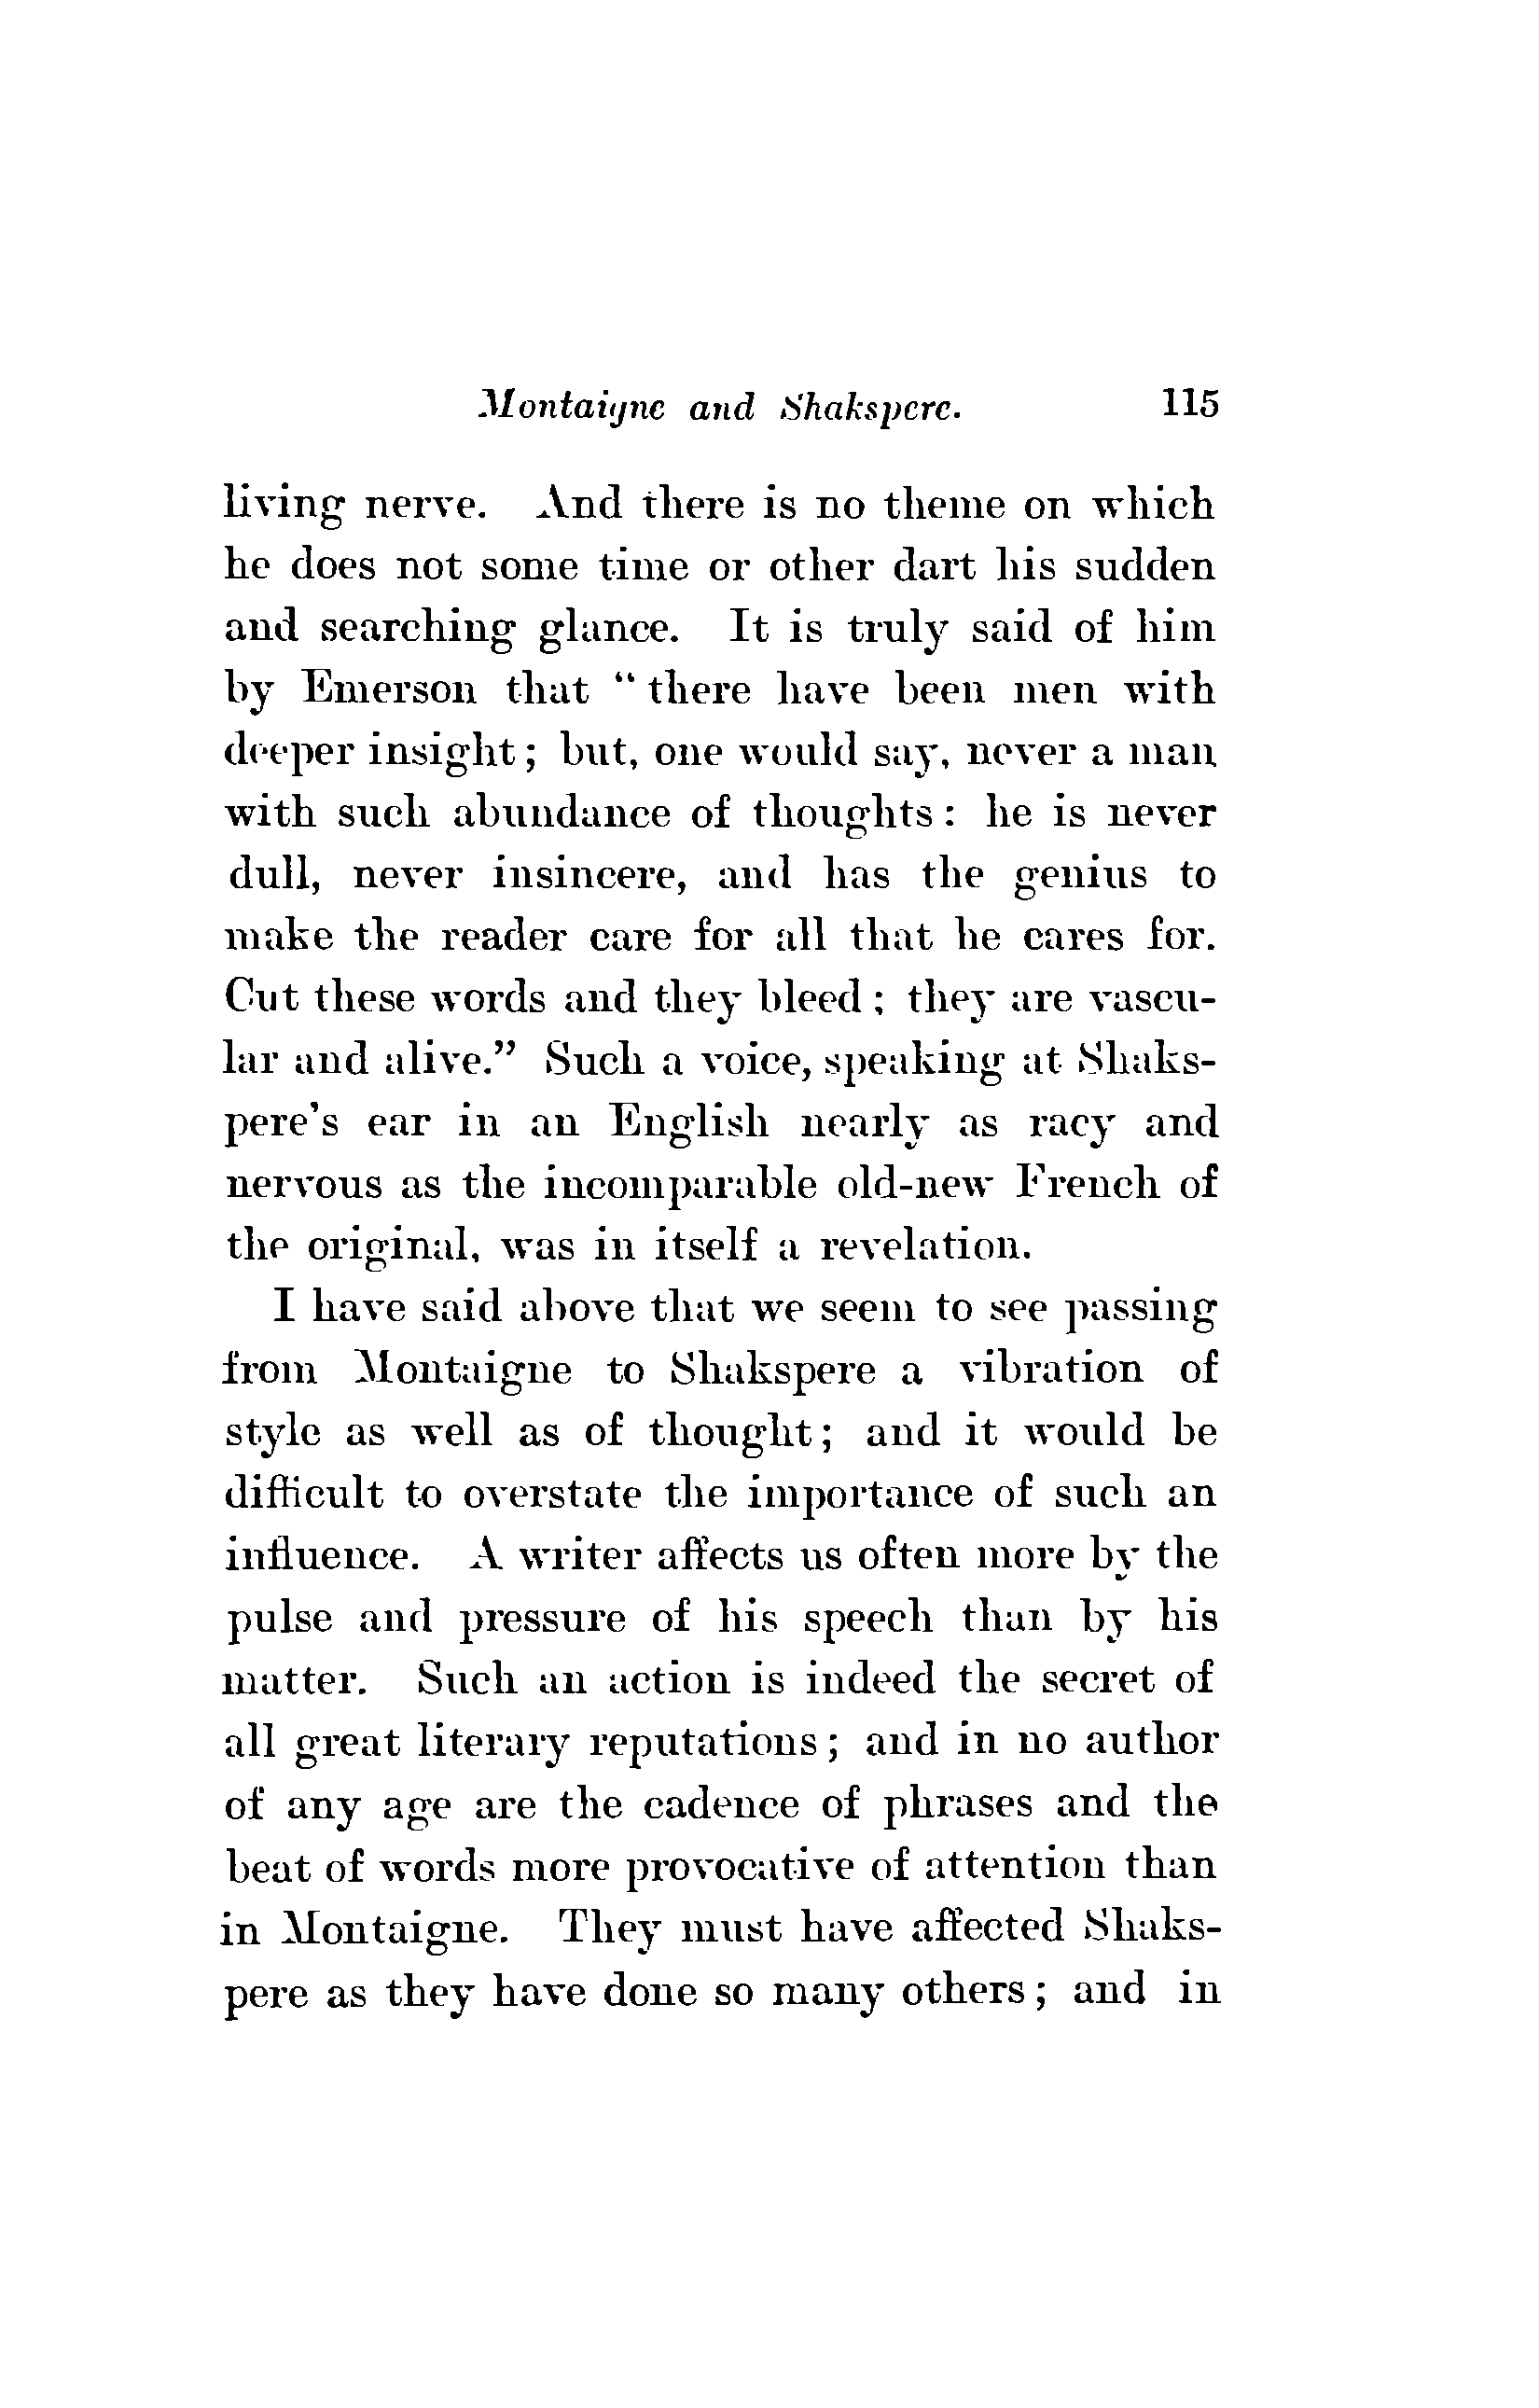 Montaigne and Shakspere. 115
living nerve. And there is no theme on which
he does not some time or other dart his sudden
and searching glance. It is truly said of him
by Emerson that “there have been men with
deeper insight; but, one would say, never a man
with such abundance of thoughts: he is never
dull, never insincere, and has the genius to
make the reader care for all that he cares for.
Cut these words and they bleed; they are vascu-
lar and alive.” Such a voice, speaking at Shaks-
pere's ear in an English nearly as racy and
nervous as the incomparable old-new French of
the original, was in itself a revelation.
I have said above that we seem to see passing
from Montaigne to Shakspere a vibration of
style as well as of thought; and it would be
difficult to overstate the importance of such an
influence. A writer affects us often more by the
pulse and pressure of his speech than by his
matter. Such an action is indeed the secret of
all great literary reputations; and in no author
of any age are the cadence of phrases and the
beat of words more provocative of attention than
in Montaigne. They must have affected Shaks-
pere as they have done so many others; and in